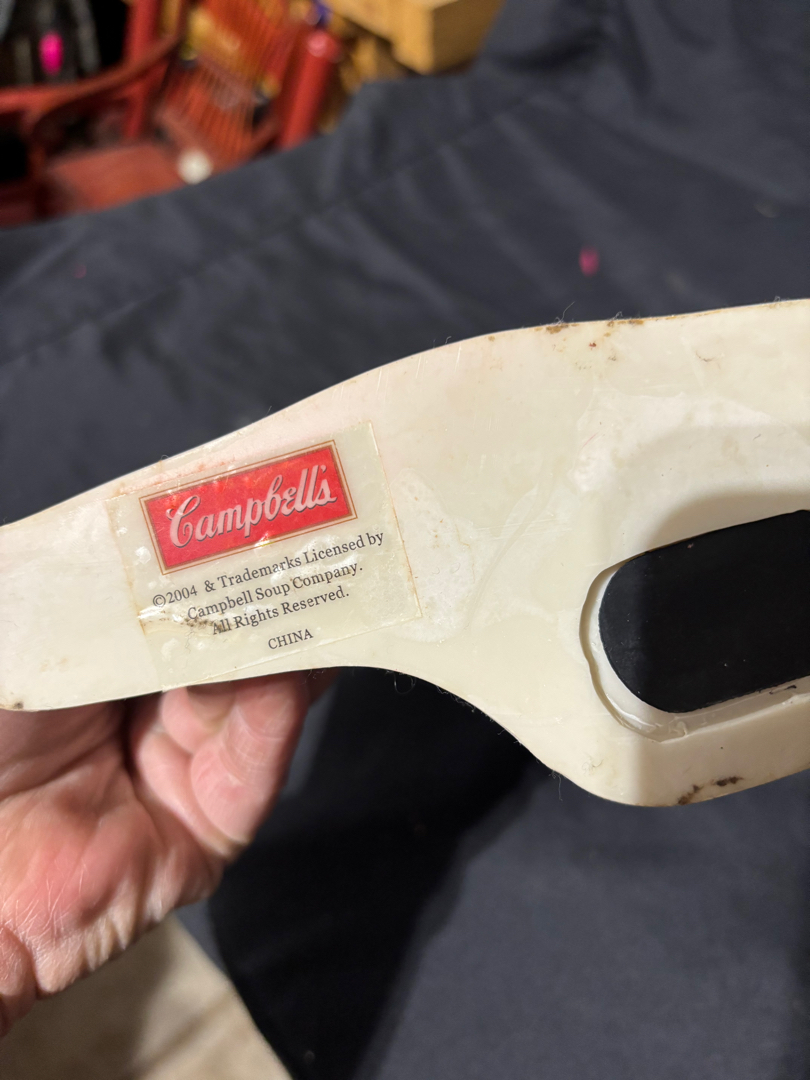 Campbell's
©2004 & Trademarks Licensed by
Campbell Soup Company.
All Rights Reserved.
CHINA